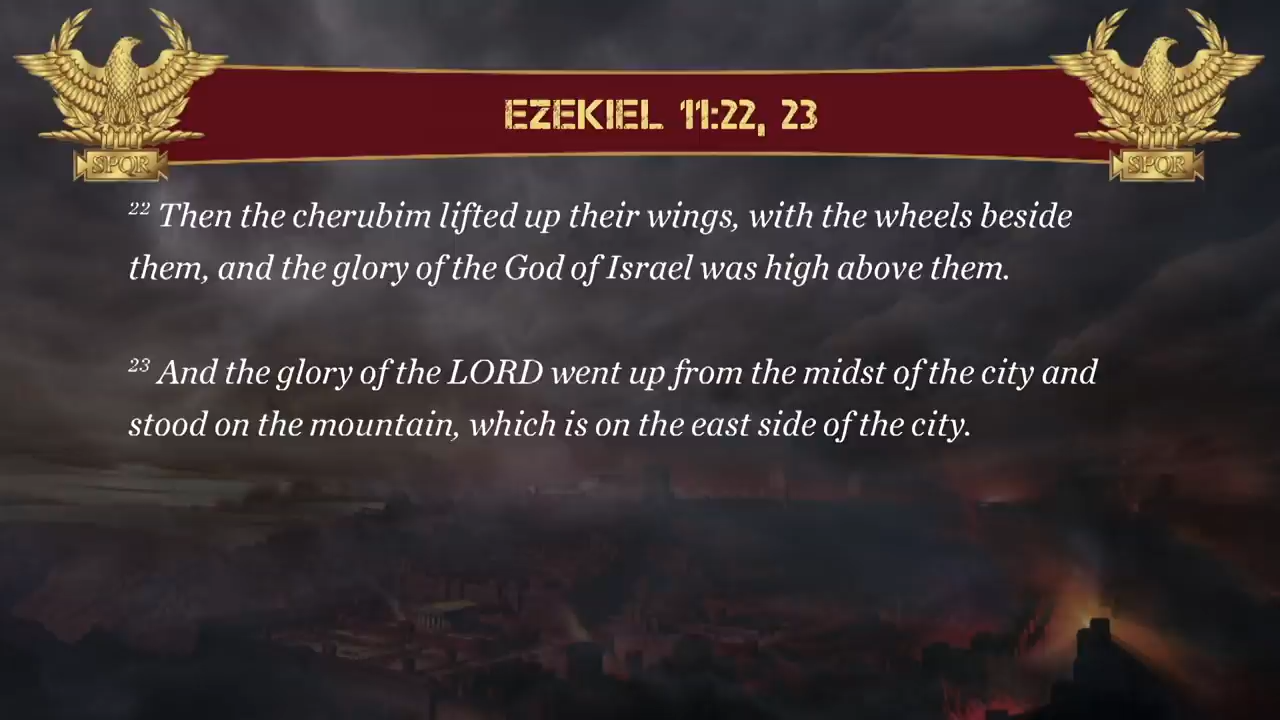 EZEKIEL 11:22, 23
SPQR
SPQR
22 Then the cherubim lifted up their wings, with the wheels beside
them, and the glory of the God of Israel was high above them.
23 And the glory of the LORD went up from the midst of the city and
stood on the mountain, which is on the east side of the city.